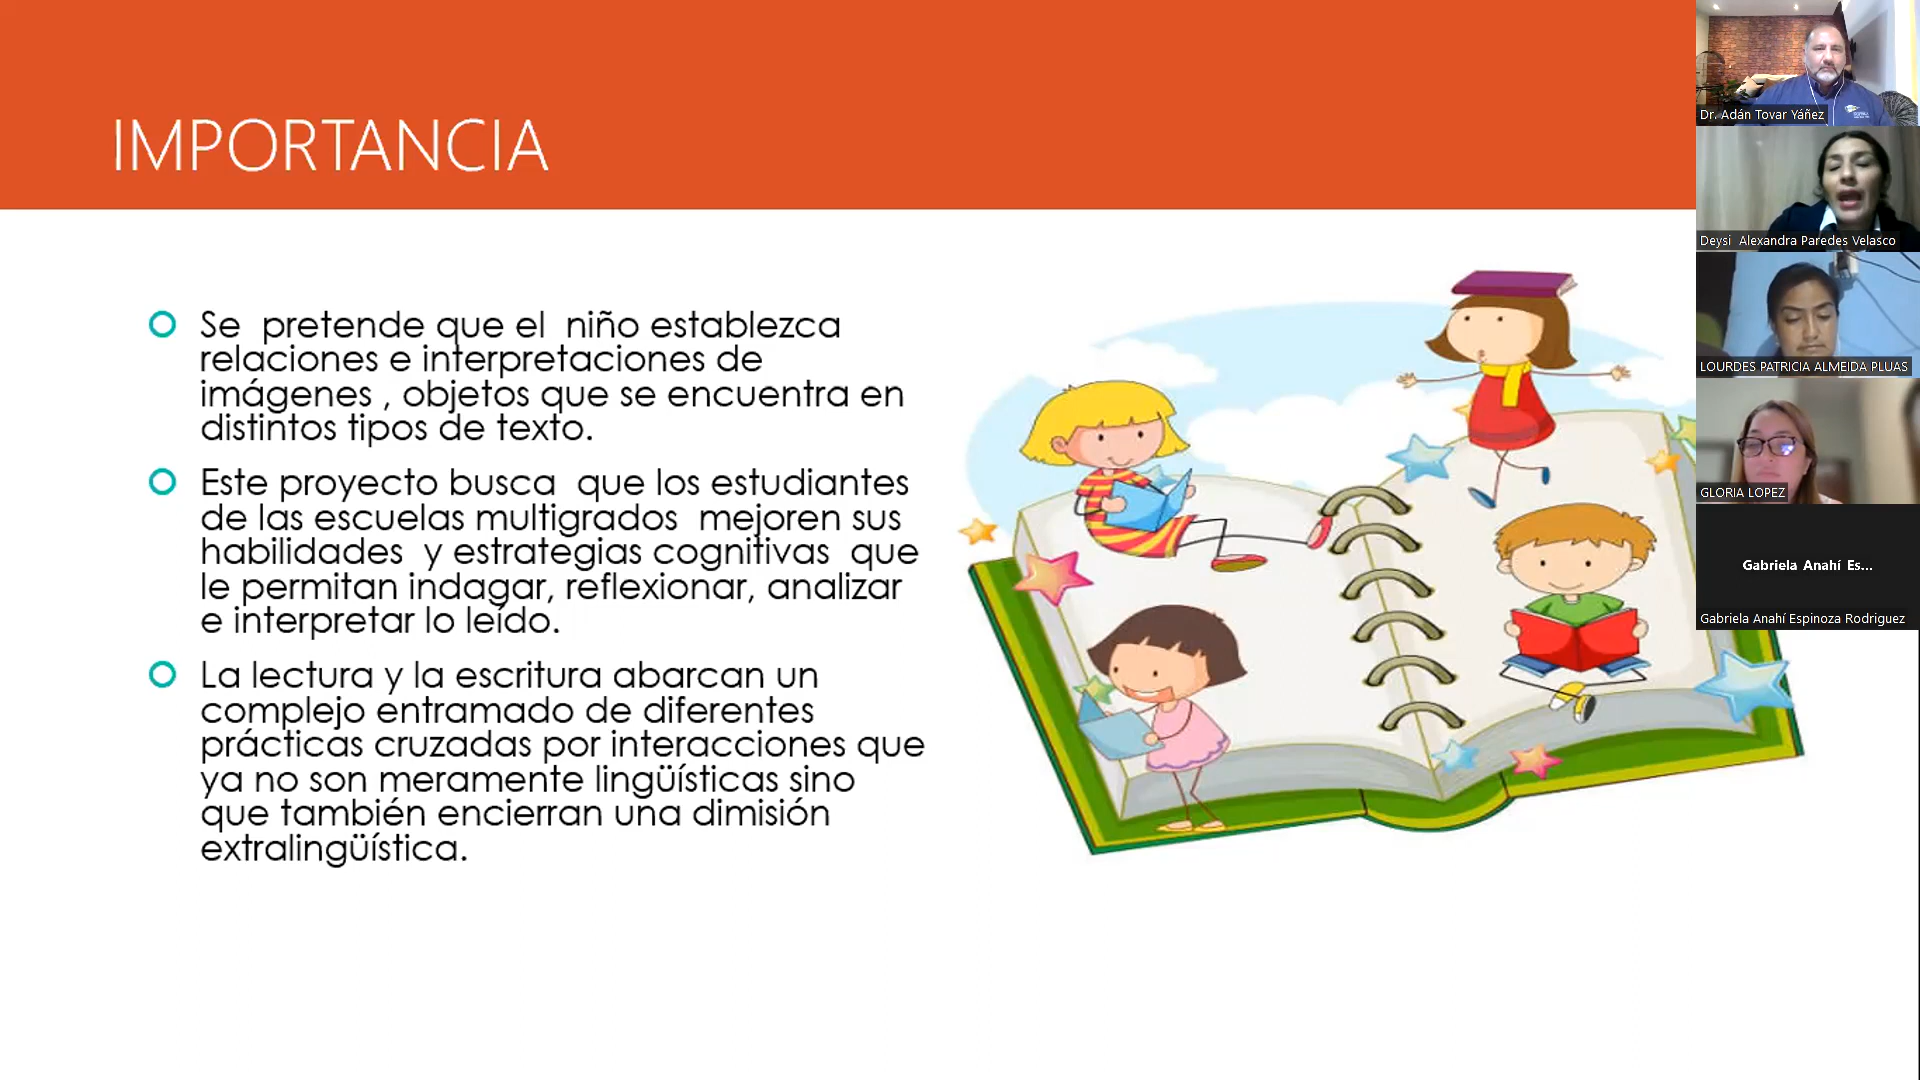 IMPORTANCIA
Se pretende que el niño establezca
relaciones e interpretaciones de
imágenes , objetos que se encuentra en
distintos tipos de texto.
Este proyecto busca que los estudiantes
de las escuelas multigrados mejoren sus
habilidades y estrategias cognitivas que
le permitan indagar, reflexionar, analizar
e interpretar lo leído.
La lectura y la escritura abarcan un
complejo entramado de diferentes
prácticas cruzadas por interacciones que
ya no son meramente lingüísticas sino
que también encierran una dimisión
extralingüística.
Dr. Adán Tovar Yáñez
Deysi Alexandra Paredes Velasco
LOURDES PATRICIA ALMEIDA PLUAS
GLORIA LOPEZ
Gabriela Anahí Es...
Gabriela Anahí Espinoza Rodriguez